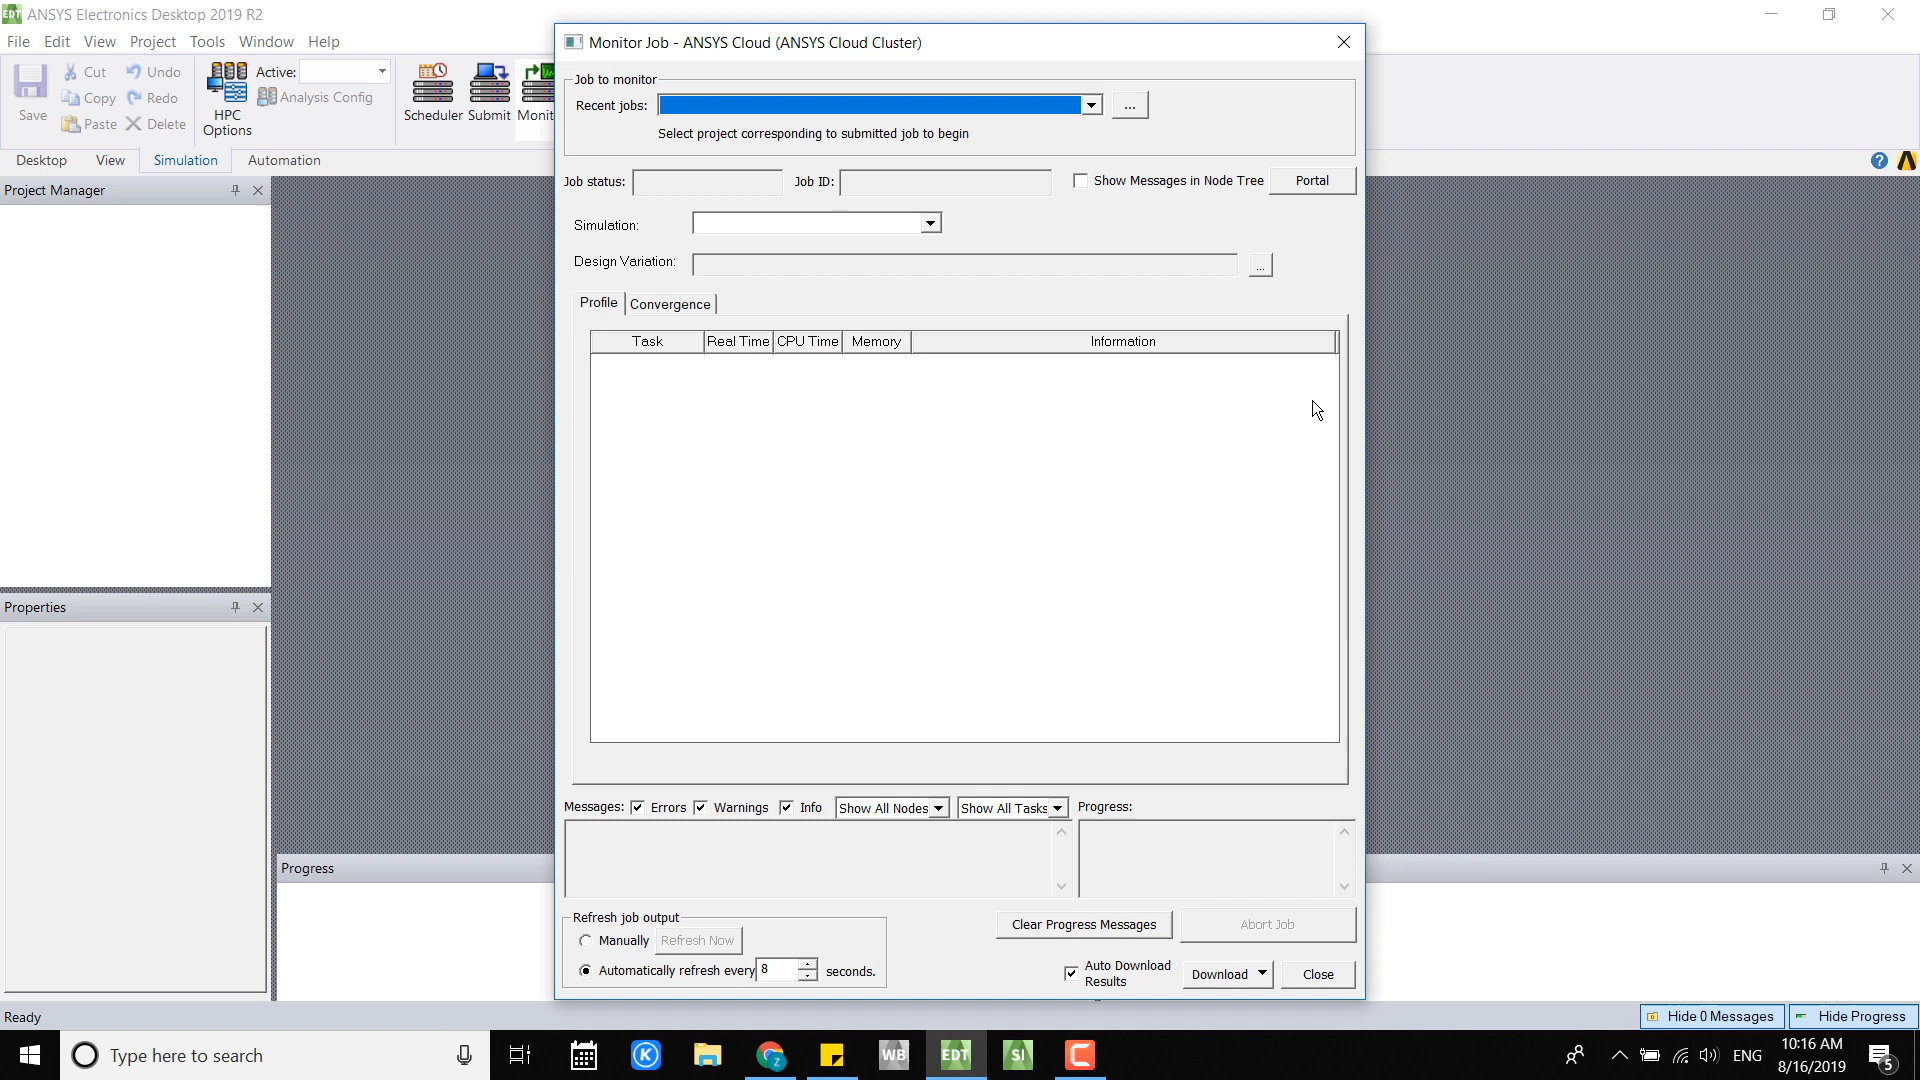 EDT ANSYS Electronics Desktop 2019 R2
File Edit View Project Tools Window Help
Save
Cut
Copy
Paste
Undo
Redo
Delete
HPC
Options
Active:
Analysis Config
Scheduler
Submit
Desktop View Simulation Automation
Project Manager
Properties
Progress
Monitor Job - ANSYS Cloud (ANSYS Cloud Cluster)
Job to monitor
Recent jobs:
...
Select project corresponding to submitted job to begin
Job status:
Job ID:
Show Messages in Node Tree
Portal
Simulation:
Design Variation:
...
Profile Convergence
Task Real Time CPU Time Memory Information
Messages: Errors Warnings Info Show All Nodes Show All Tasks Progress:
Refresh job output
Manually Refresh Now
Automatically refresh every 8 seconds.
Clear Progress Messages
Abort Job
Auto Download
Results
Download
Close
Ready
Hide 0 Messages
Hide Progress
Type here to search
K
WB
EDT
SI
ENG
10:16 AM
8/16/2019
5